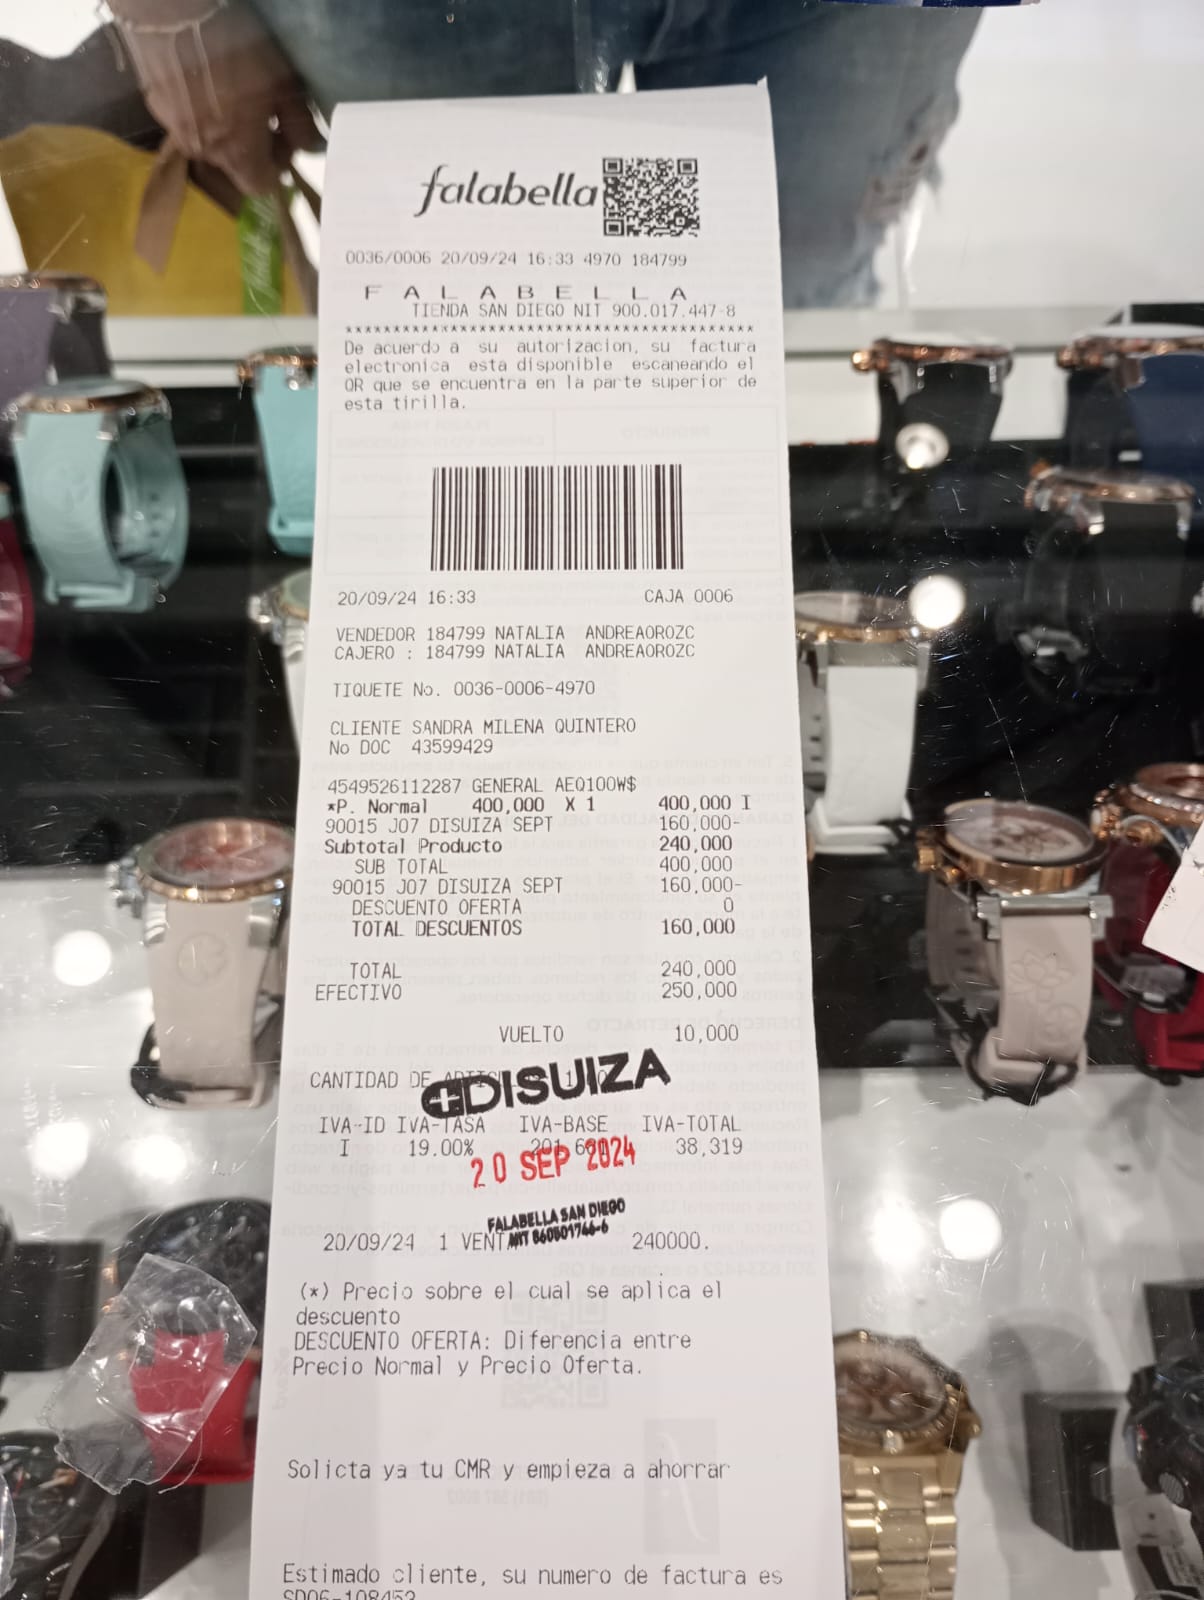 falabella
0036/0006 20/09/24 16:33 4970 184799
F A L A B E L L A
TIENDA SAN DIEGO NIT 900.017.447-8
******************************************
De acuerdo a su autorizacion, su factura
electronica esta disponible escaneando el
QR que se encuentra en la parte superior de
esta tirilla.
20/09/24 16:33 CAJA 0006
VENDEDOR 184799 NATALIA ANDREAOROZC
CAJERO : 184799 NATALIA ANDREAOROZC
TIQUETE No. 0036-0006-4970
CLIENTE SANDRA MILENA QUINTERO
No DOC 43599429
4549526112287 GENERAL AEQ100W$
*P. Normal 400,000 X 1 400,000 I
90015 J07 DISUIZA SEPT 160,000-
Subtotal Producto 240,000
SUB TOTAL 400,000
90015 J07 DISUIZA SEPT 160,000-
DESCUENTO OFERTA 0
TOTAL DESCUENTOS 160,000
TOTAL 240,000
EFECTIVO 250,000
VUELTO 10,000
CANTIDAD DE
DISUIZA
IVA-ID IVA-TASA IVA-BASE IVA-TOTAL
I 19.00% 38,319
20 SEP 2024
FALABELLA SAN DIEGO
NIT 860501766-6
20/09/24 1 VENT 240000.
(*) Precio sobre el cual se aplica el
descuento
DESCUENTO OFERTA: Diferencia entre
Precio Normal y Precio Oferta.
Solicta ya tu CMR y empieza a ahorrar
Estimado cliente, su numero de factura es